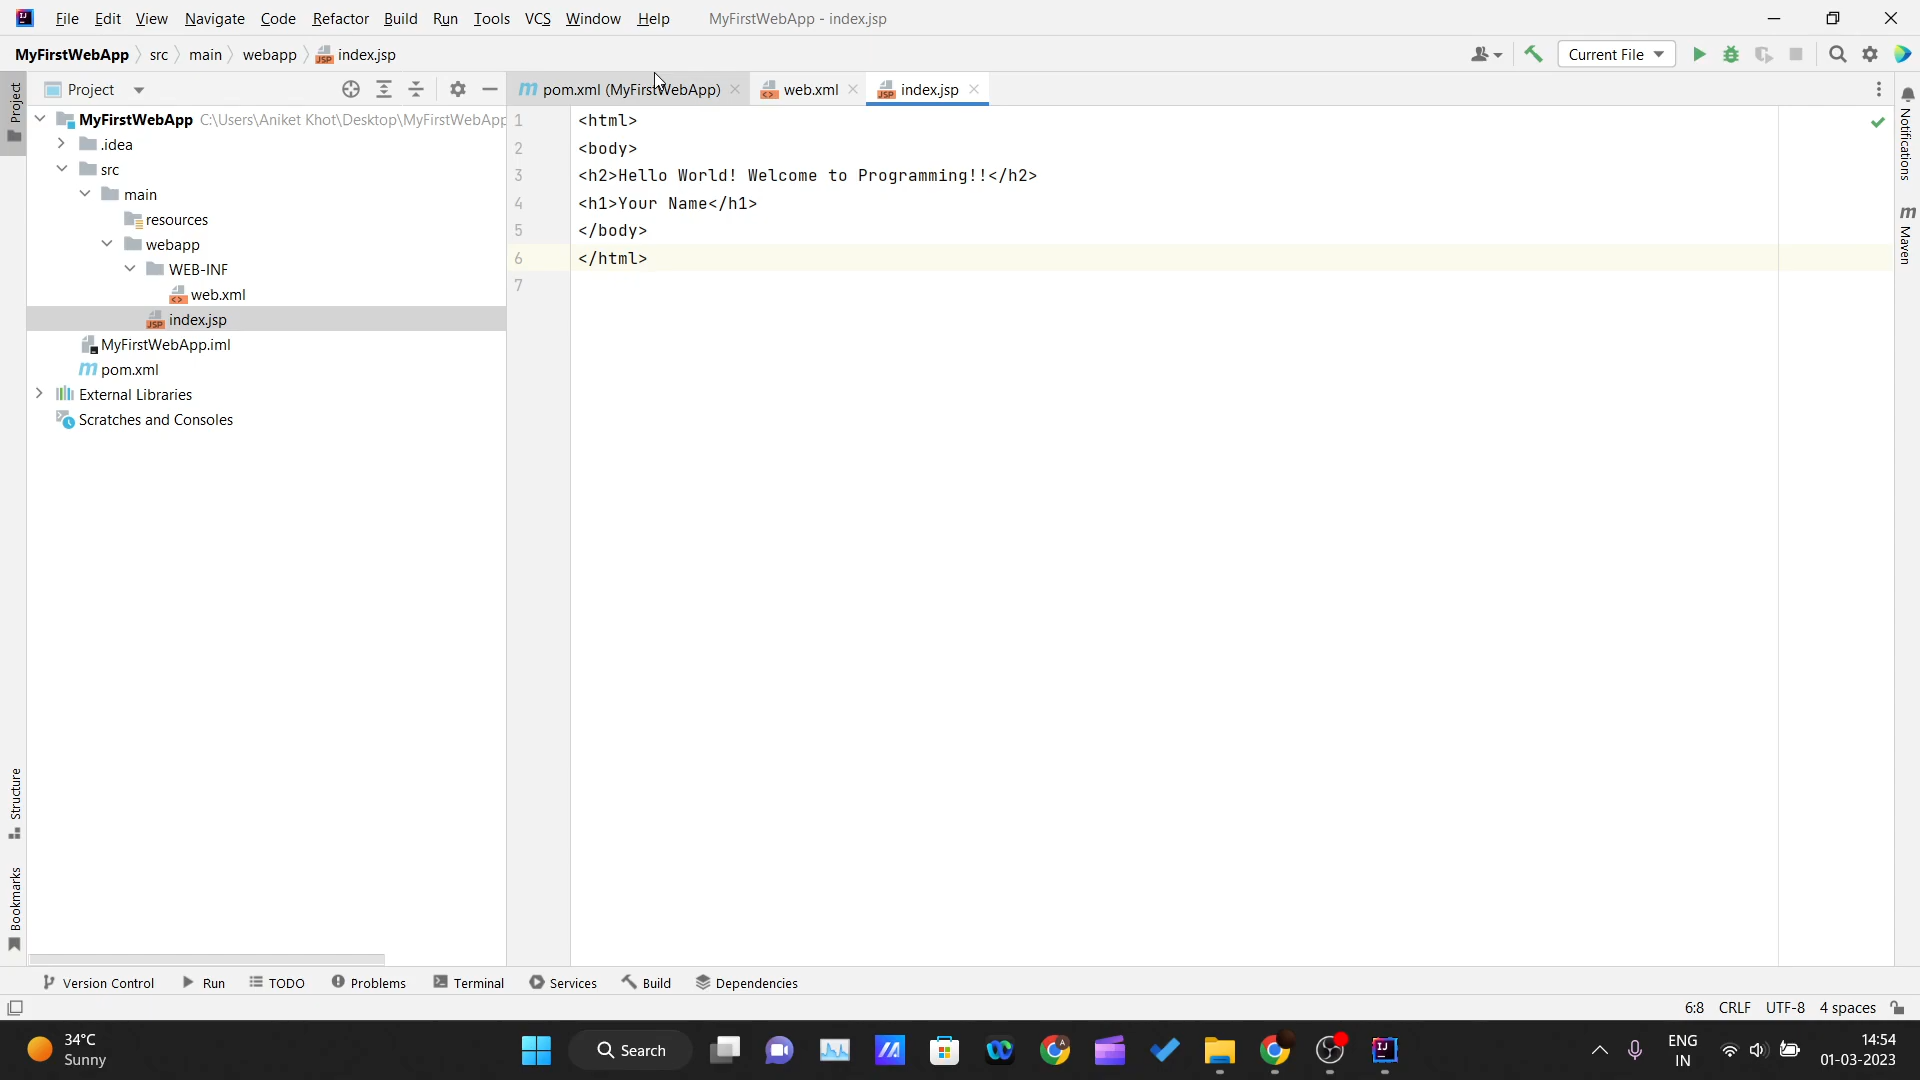 File Edit View Navigate Code Refactor Build Run Tools VCS Window Help MyFirstWebApp - index.jsp
MyFirstWebApp src main webapp index.jsp Current File
Project
Project
pom.xml (MyFirstWebApp) web.xml index.jsp
Notifications
Maven
MyFirstWebApp C:\Users\Aniket Khot\Desktop\MyFirstWebApp
.idea
src
main
resources
webapp
WEB-INF
web.xml
index.jsp
MyFirstWebApp.iml
pom.xml
External Libraries
Scratches and Consoles
1 <html>
2 <body>
3 <h2>Hello World! Welcome to Programming!!</h2>
4 <h1>Your Name</h1>
5 </body>
6 </html>
7
Structure
Bookmarks
Version Control Run TODO Problems Terminal Services Build Dependencies
6:8 CRLF UTF-8 4 spaces
34°C
Sunny
Search
ENG
IN
14:54
01-03-2023